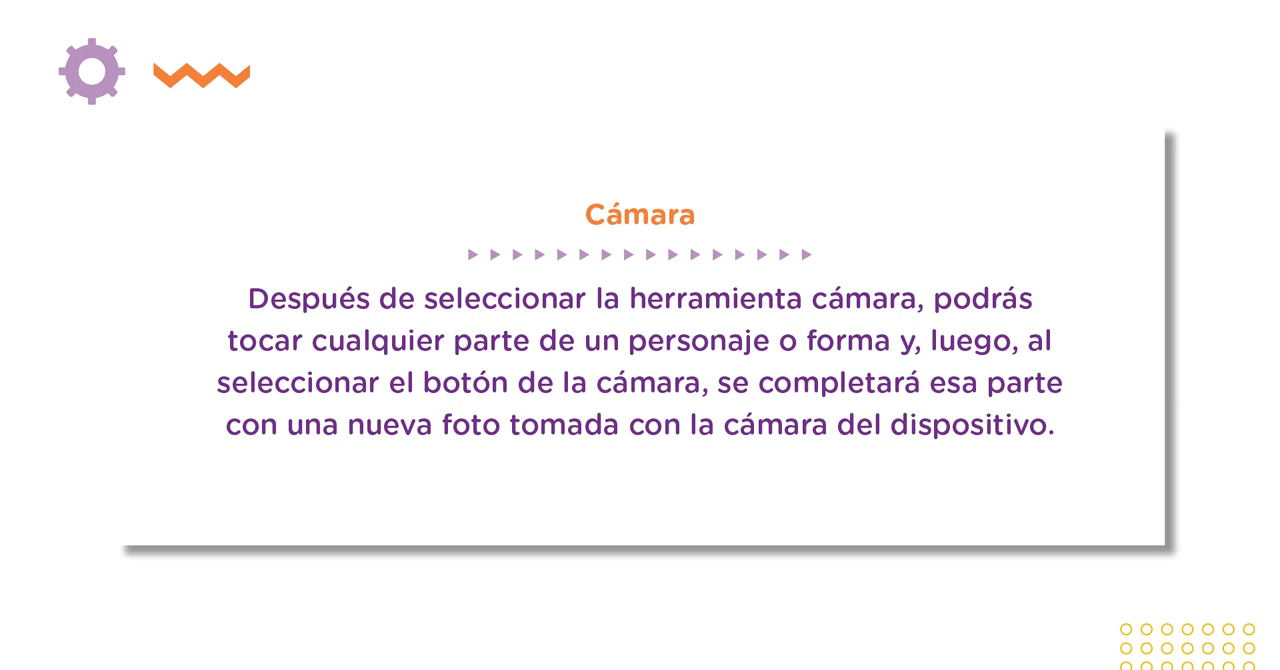 Cámara
Después de seleccionar la herramienta cámara, podrás
tocar cualquier parte de un personaje o forma y, luego, al
seleccionar el botón de la cámara, se completará esa parte
con una nueva foto tomada con la cámara del dispositivo.